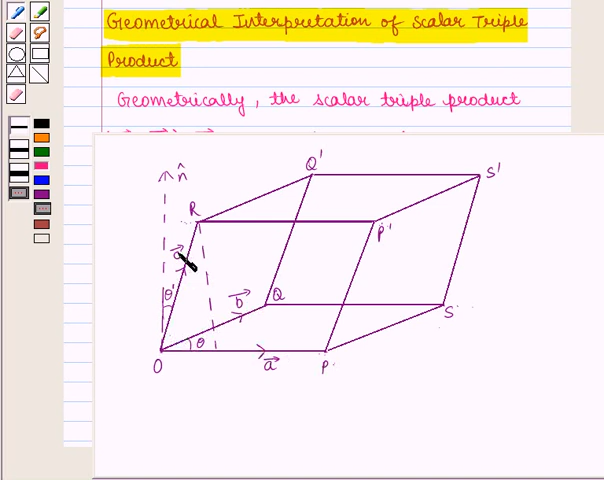 Geometrical Interpretation of Scalar Triple
Product
Geometrically, the scalar triple product
n̂
Q'
S'
R
P'
θ'
b⃗
Q
S
θ
O
a⃗
P